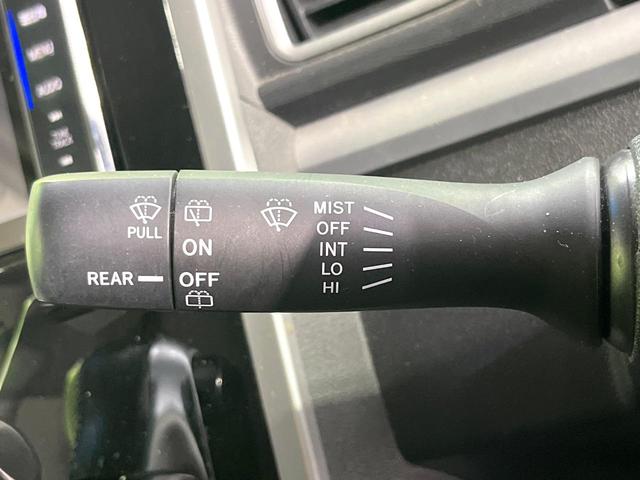 PULL
REAR
ON
OFF
MIST
OFF
INT
LO
HI